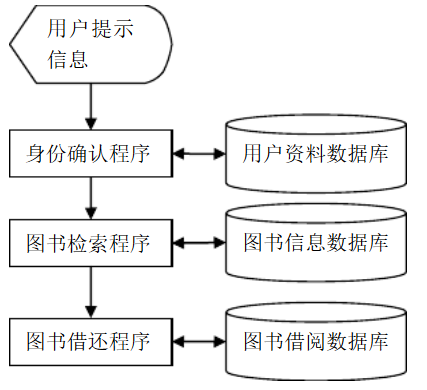 用户提示
信息
身份确认程序
用户资料数据库
图书检索程序
图书信息数据库
图书借还程序
图书借阅数据库